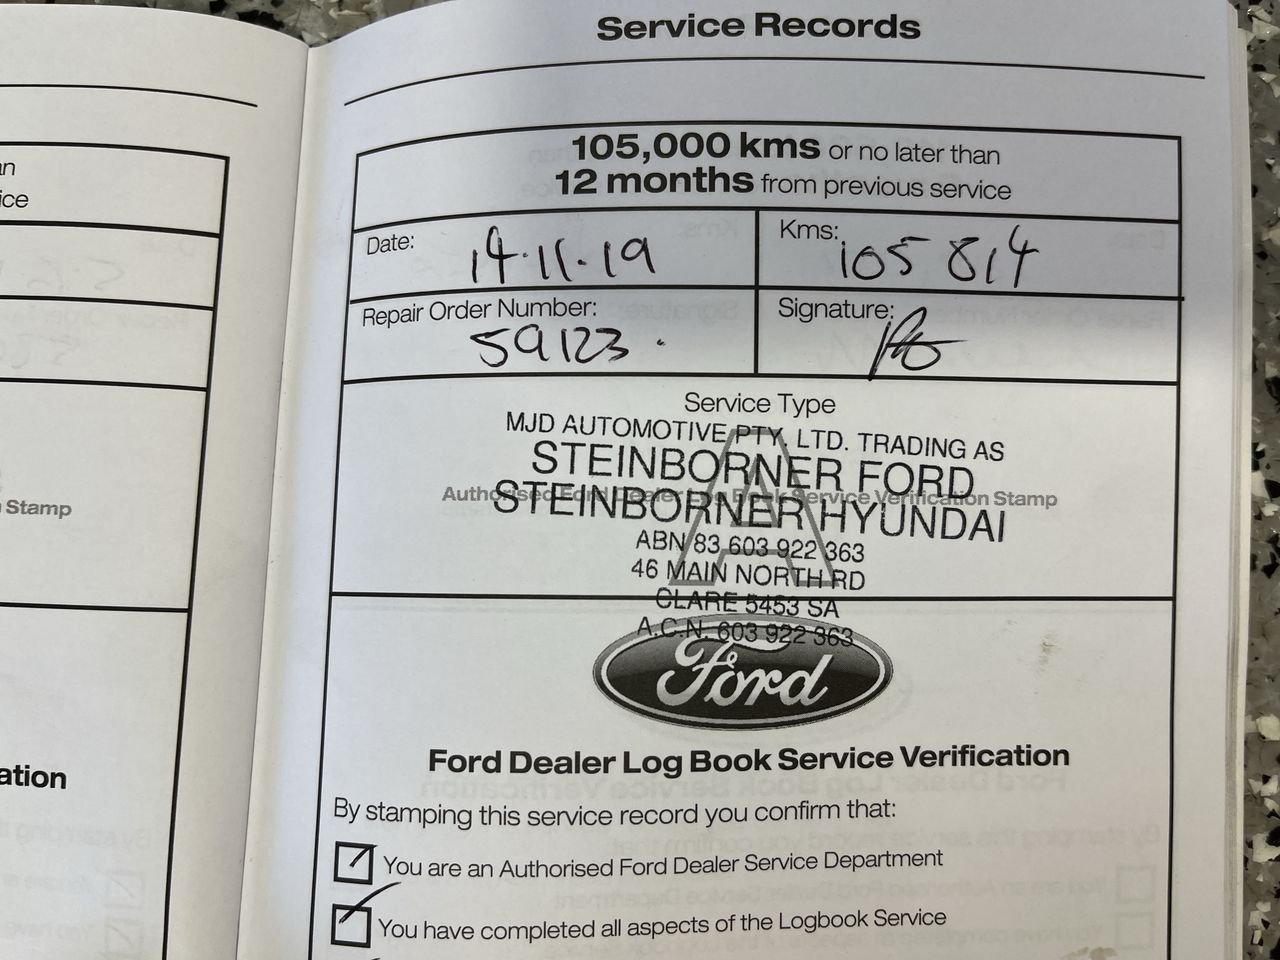 Service Records
an
ice
105,000 kms or no later than
12 months from previous service
Date: 14.11.19
Kms: 105 814
Repair Order Number: 59123.
Signature:
Service Type
A
MJD AUTOMOTIVE PTY. LTD. TRADING AS
STEINBORNER FORD
Authorised Ford Dealer Log Book Service Verification Stamp
STEINBORNER HYUNDAI
ABN 83 603 922 363
46 MAIN NORTH RD
CLARE 5453 SA
A.C.N. 603 922 363
Stamp
Ford
Ford Dealer Log Book Service Verification
ation
By stamping this service record you confirm that:
You are an Authorised Ford Dealer Service Department
You have completed all aspects of the Logbook Service